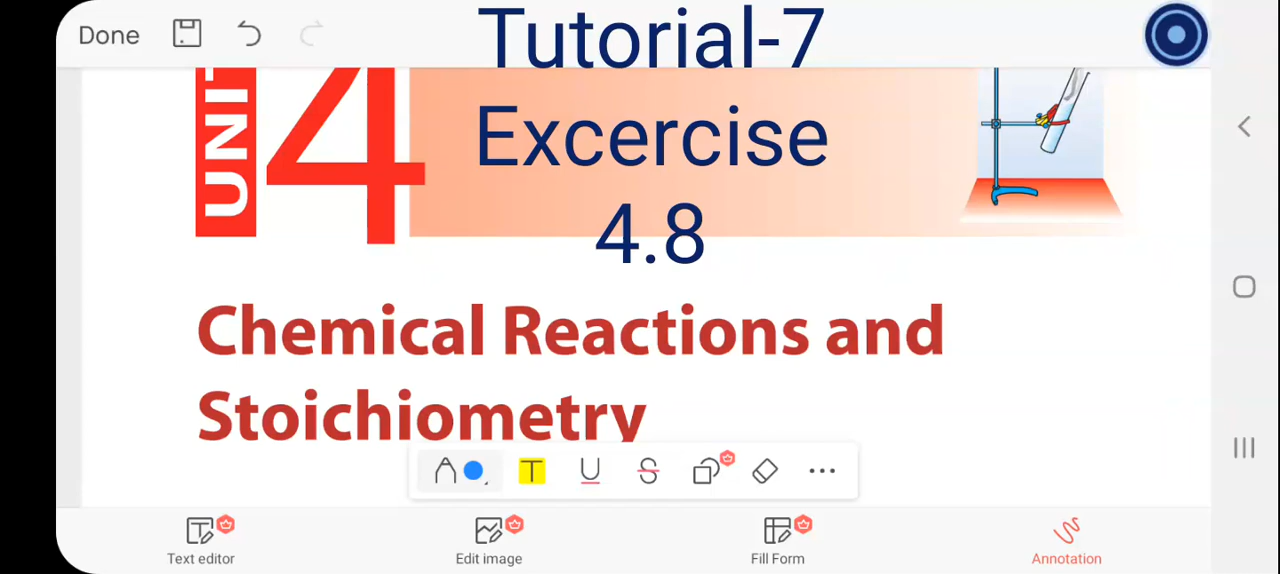 Done
Tutorial-7
Excercise
4.8
UNIT
4
Chemical Reactions and
Stoichiometry
T
U
S
Text editor
Edit image
Fill Form
Annotation